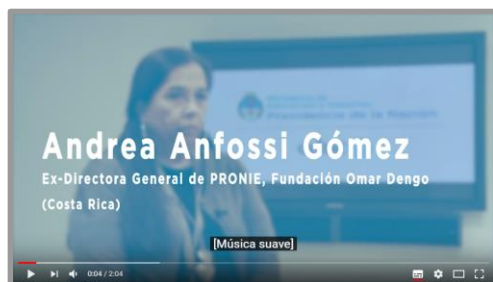 Presidencia de la Nación
Andrea Anfossi Gómez
Ex-Directora General de PRONIE, Fundación Omar Dengo
(Costa Rica)
[Música suave]
0:04 / 2:04